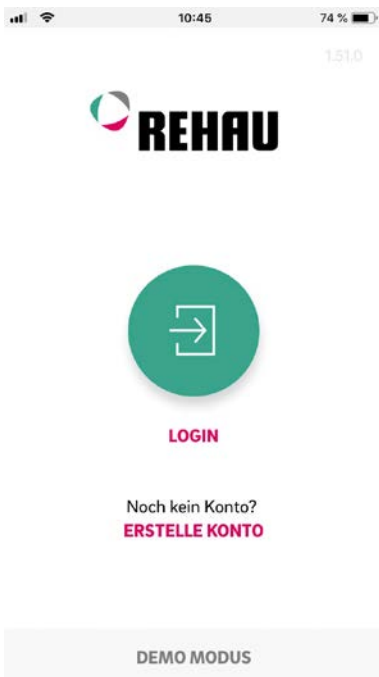 10:45 74 %
1.51.0
REHAU
LOGIN
Noch kein Konto?
ERSTELLE KONTO
DEMO MODUS